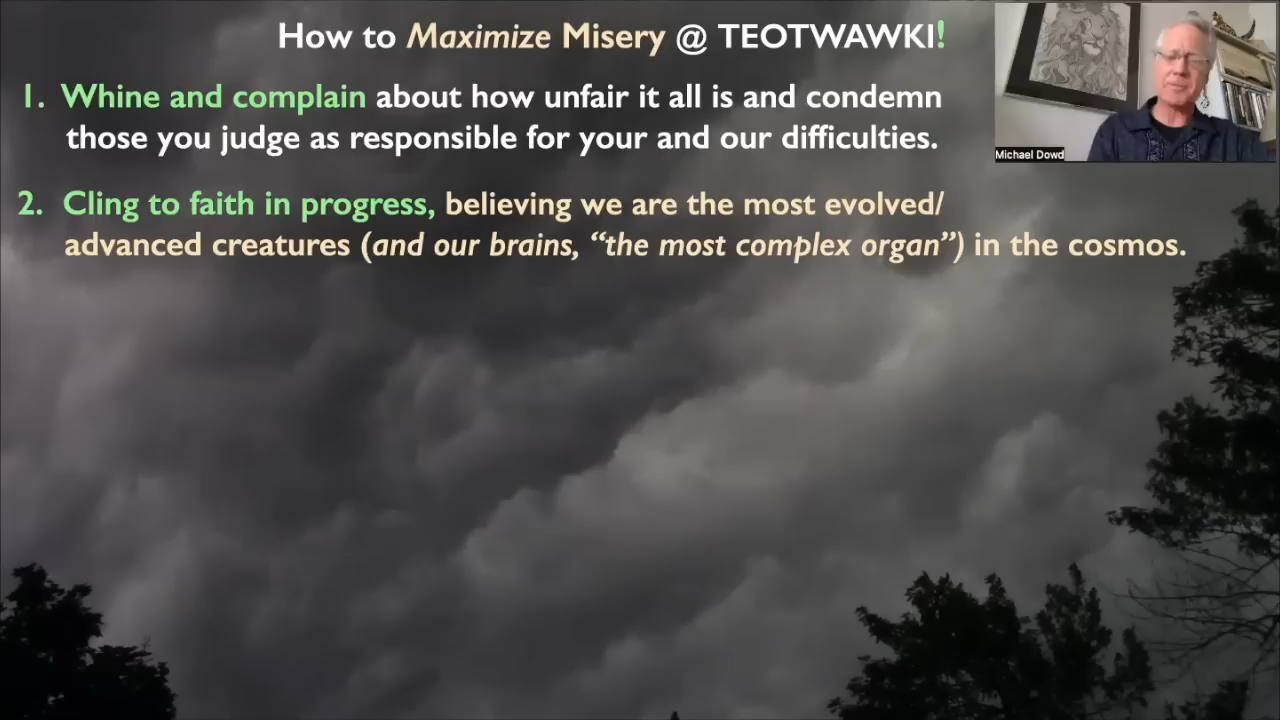 How to Maximize Misery @ TEOTWAWKI!
1. Whine and complain about how unfair it all is and condemn
those you judge as responsible for your and our difficulties.
2. Cling to faith in progress, believing we are the most evolved/
advanced creatures (and our brains, “the most complex organ”) in the cosmos.
Michael Dowd